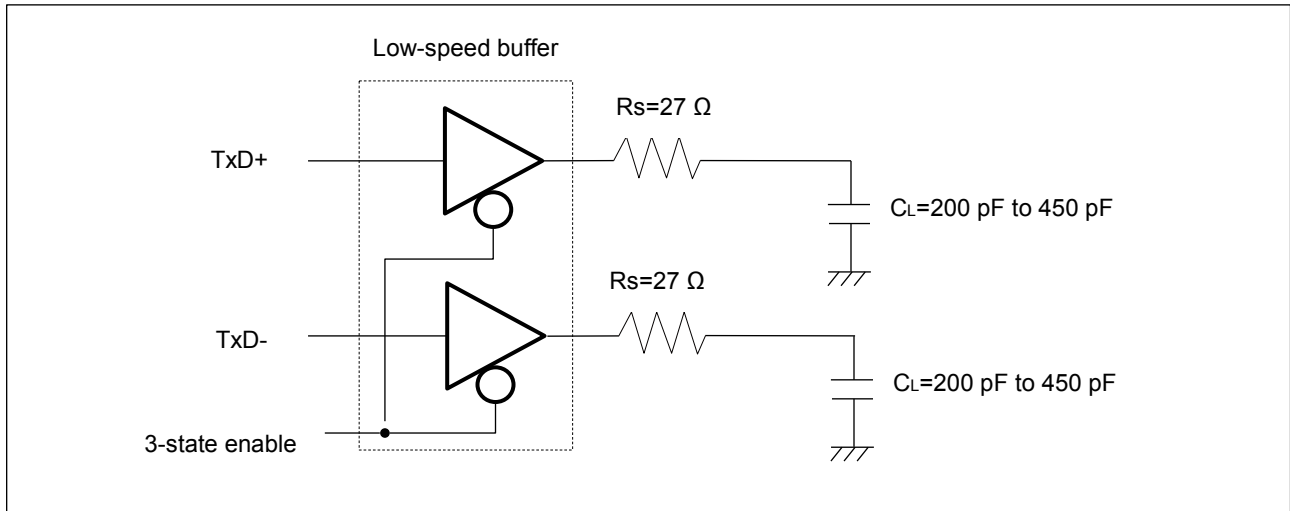 Low-speed buffer
Rs=27 Ω
TxD+
CL=200 pF to 450 pF
Rs=27 Ω
TxD-
CL=200 pF to 450 pF
3-state enable